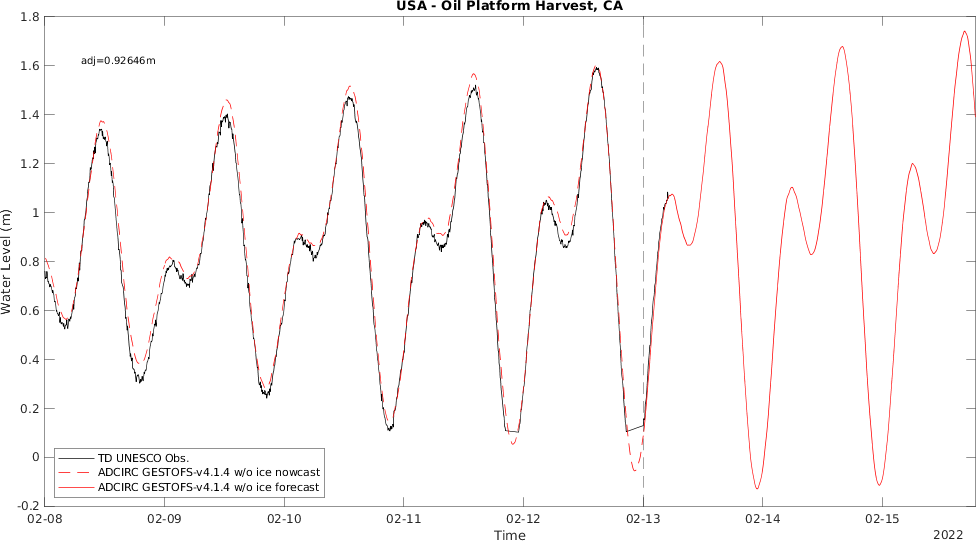 USA - Oil Platform Harvest, CA
1.8
1.6
1.4
1.2
1
0.8
0.6
0.4
0.2
0
-0.2
Water Level (m)
adj=0.92646m
TD UNESCO Obs.
ADCIRC GESTOFS-v4.1.4 w/o ice nowcast
ADCIRC GESTOFS-v4.1.4 w/o ice forecast
02-08 02-09 02-10 02-11 02-12 02-13 02-14 02-15
Time
2022